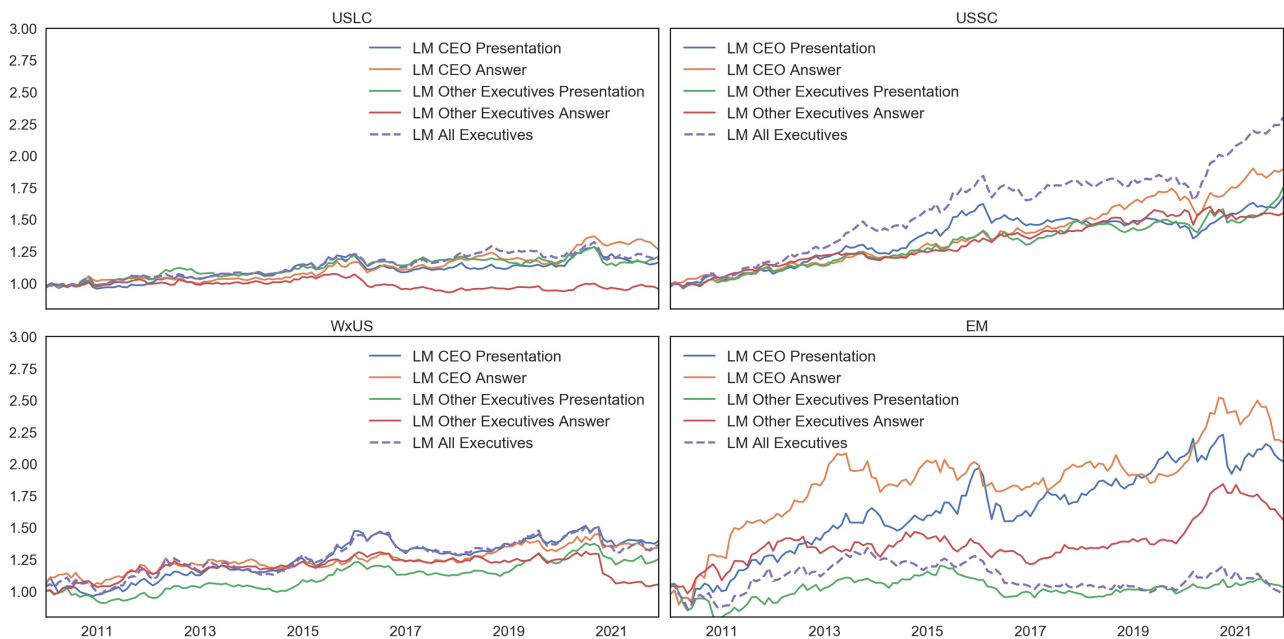 USLC
3.00
2.75
2.50
2.25
2.00
1.75
1.50
1.25
1.00
LM CEO Presentation
LM CEO Answer
LM Other Executives Presentation
LM Other Executives Answer
LM All Executives
USSC
LM CEO Presentation
LM CEO Answer
LM Other Executives Presentation
LM Other Executives Answer
LM All Executives
WxUS
3.00
2.75
2.50
2.25
2.00
1.75
1.50
1.25
1.00
LM CEO Presentation
LM CEO Answer
LM Other Executives Presentation
LM Other Executives Answer
LM All Executives
2011 2013 2015 2017 2019 2021
EM
LM CEO Presentation
LM CEO Answer
LM Other Executives Presentation
LM Other Executives Answer
LM All Executives
2011 2013 2015 2017 2019 2021